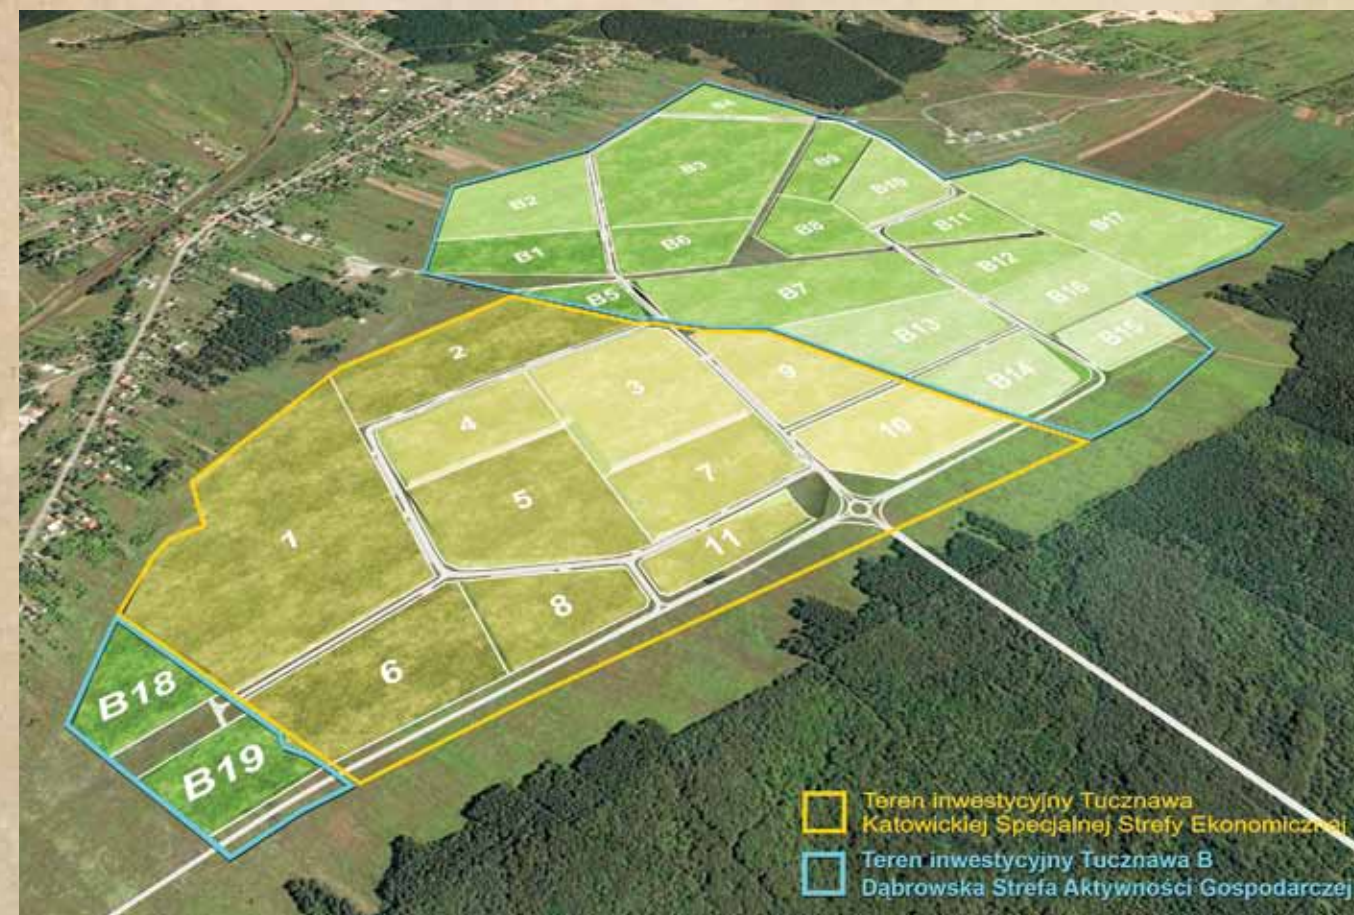 B4
B3
B9
B10
B2
B17
B8
B11
B6
B1
B12
B7
B16
B5
B13
B15
B14
2
9
3
4
10
7
5
1
11
8
6
B18
B19
Teren inwestycyjny Tucznawa
Katowickiej Specjalnej Strefy Ekonomicznej
Teren inwestycyjny Tucznawa B
Dąbrowska Strefa Aktywności Gospodarczej